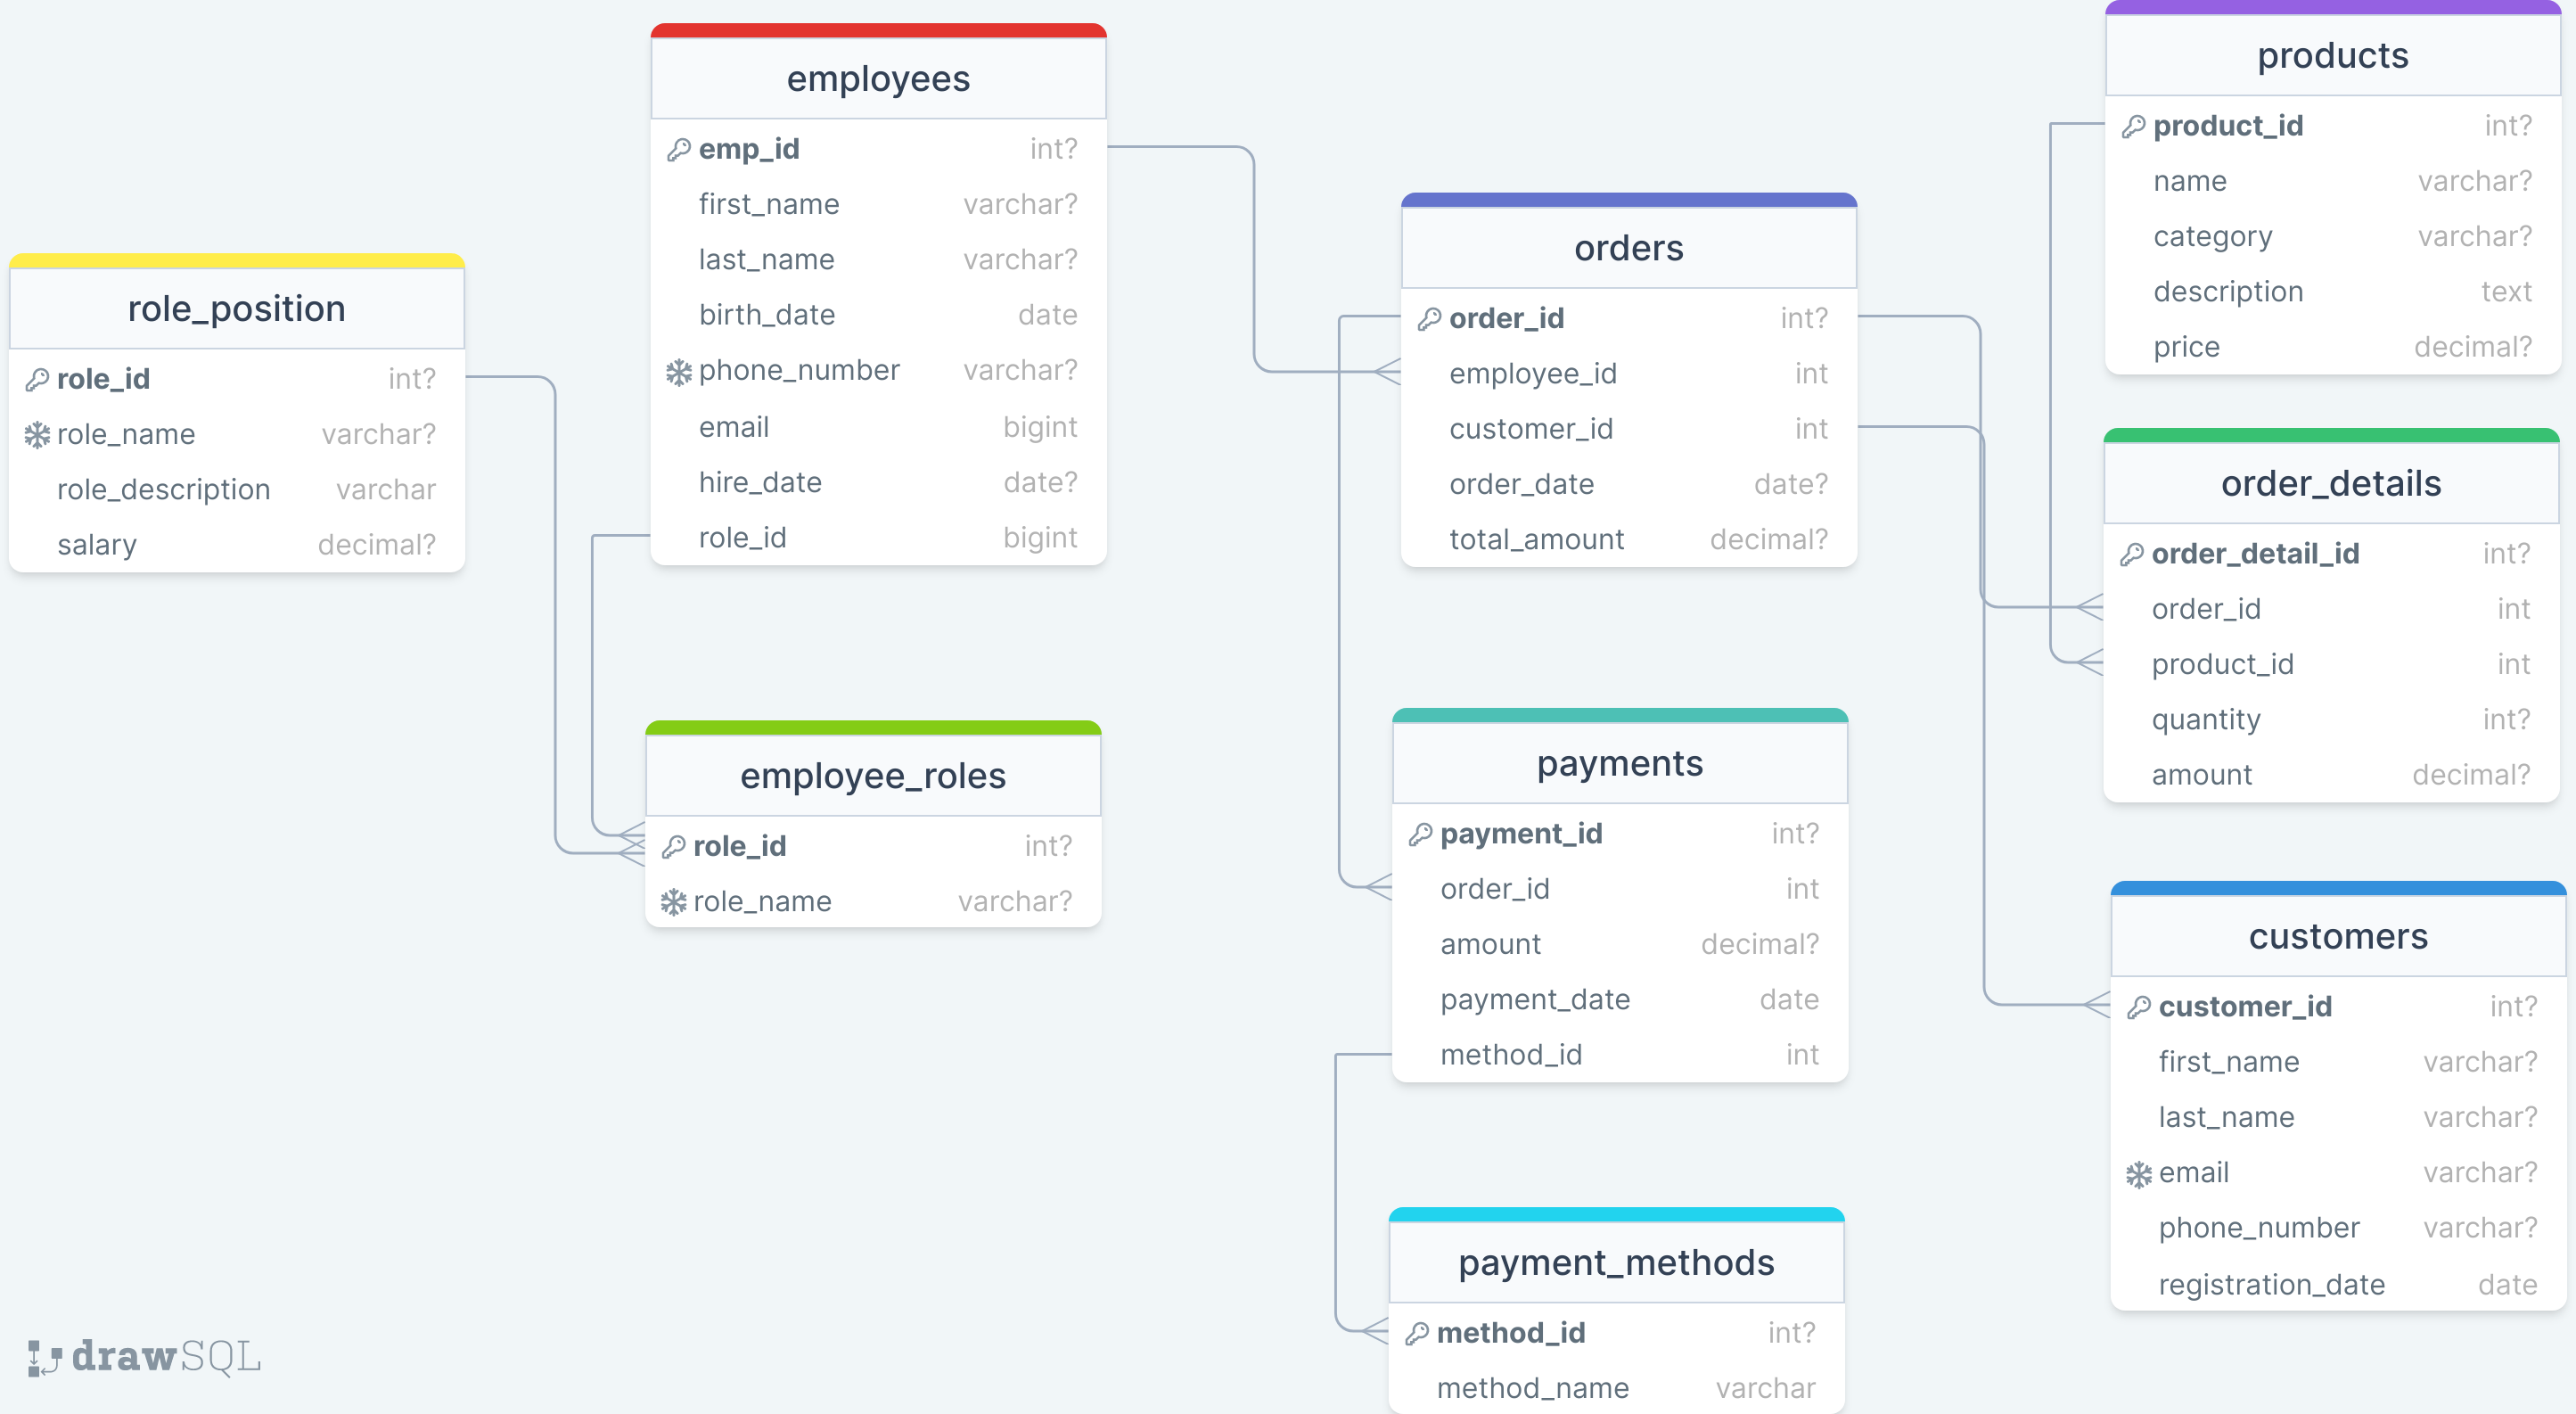 role_position
role_id int?
role_name varchar?
role_description varchar
salary decimal?
employees
emp_id int?
first_name varchar?
last_name varchar?
birth_date date
phone_number varchar?
email bigint
hire_date date?
role_id bigint
employee_roles
role_id int?
role_name varchar?
orders
order_id int?
employee_id int
customer_id int
order_date date?
total_amount decimal?
payments
payment_id int?
order_id int
amount decimal?
payment_date date
method_id int
payment_methods
method_id int?
method_name varchar
products
product_id int?
name varchar?
category varchar?
description text
price decimal?
order_details
order_detail_id int?
order_id int
product_id int
quantity int?
amount decimal?
customers
customer_id int?
first_name varchar?
last_name varchar?
email varchar?
phone_number varchar?
registration_date date
drawSQL